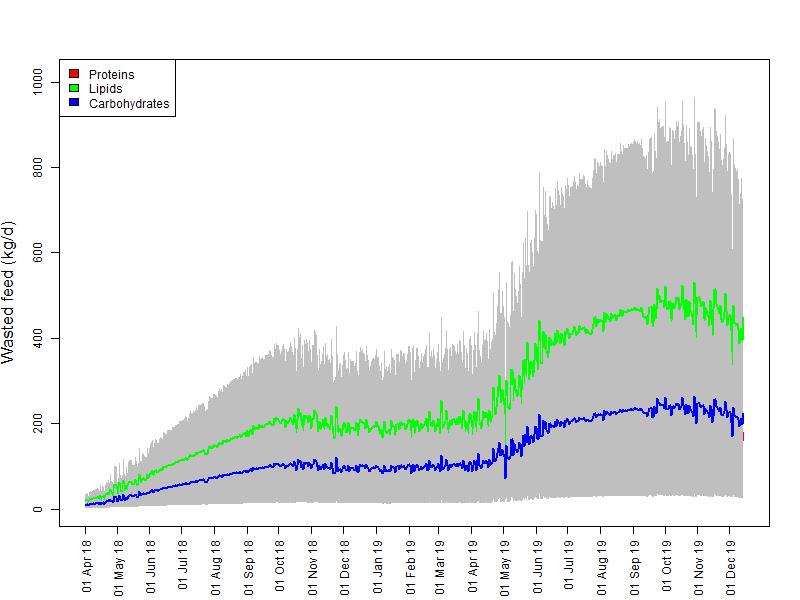 Proteins
Lipids
Carbohydrates
Wasted feed (kg/d)
1000
800
600
400
200
0
01 Apr 18
01 May 18
01 Jun 18
01 Jul 18
01 Aug 18
01 Sep 18
01 Oct 18
01 Nov 18
01 Dec 18
01 Jan 19
01 Feb 19
01 Mar 19
01 Apr 19
01 May 19
01 Jun 19
01 Jul 19
01 Aug 19
01 Sep 19
01 Oct 19
01 Nov 19
01 Dec 19